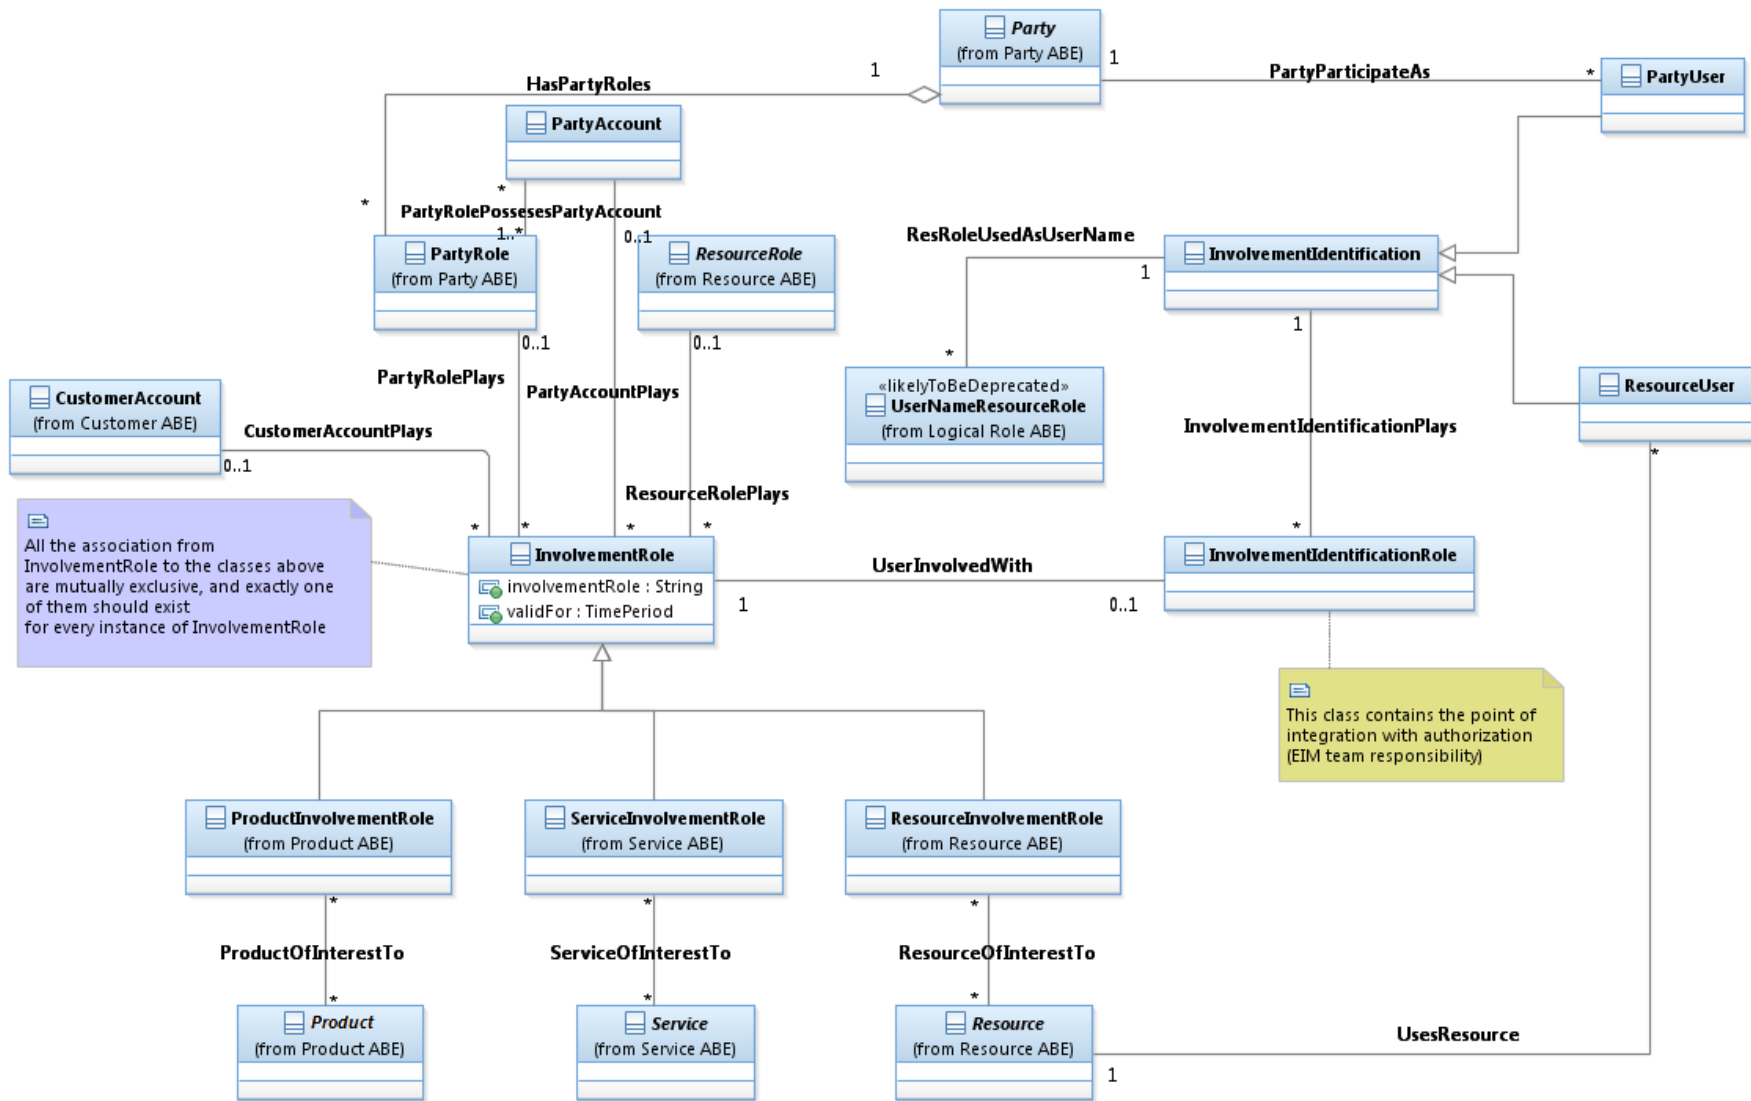 Party
(from Party ABE)
1
1
HasPartyRoles
PartyParticipateAs
*
PartyUser
PartyAccount
*
*
PartyRolePossesesPartyAccount
1..*
0..1
ResRoleUsedAsUserName
PartyRole
(from Party ABE)
ResourceRole
(from Resource ABE)
InvolvementIdentification
1
1
0..1
0..1
*
PartyRolePlays
PartyAccountPlays
«likelyToBeDeprecated»
UserNameResourceRole
(from Logical Role ABE)
ResourceUser
*
CustomerAccount
(from Customer ABE)
CustomerAccountPlays
0..1
InvolvementIdentificationPlays
ResourceRolePlays
*
*
*
*
*
All the association from
InvolvementRole to the classes above
are mutually exclusive, and exactly one
of them should exist
for every instance of InvolvementRole
InvolvementRole
involvementRole : String
validFor : TimePeriod
UserInvolvedWith
1
0..1
InvolvementIdentificationRole
This class contains the point of
integration with authorization
(EIM team responsibility)
ProductInvolvementRole
(from Product ABE)
ServiceInvolvementRole
(from Service ABE)
ResourceInvolvementRole
(from Resource ABE)
*
*
*
ProductOfInterestTo
ServiceOfInterestTo
ResourceOfInterestTo
*
*
*
Product
(from Product ABE)
Service
(from Service ABE)
Resource
(from Resource ABE)
UsesResource
1